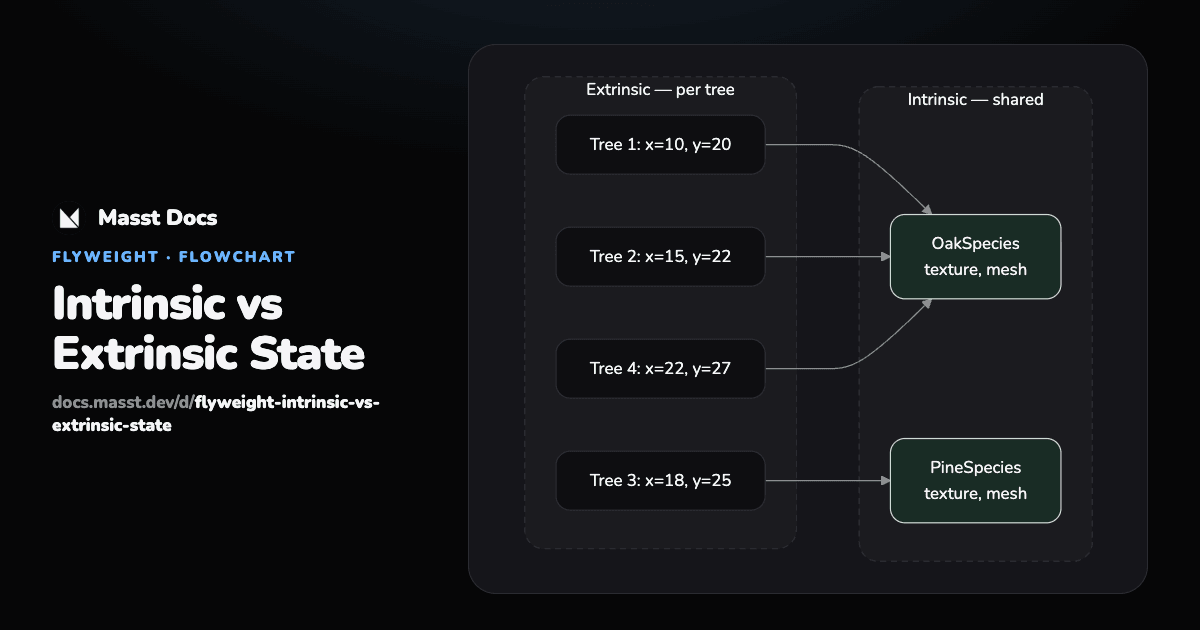 Masst Docs
FLYWEIGHT · FLOWCHART
Intrinsic vs
Extrinsic State
docs.masst.dev/d/flyweight-intrinsic-vs-
extrinsic-state
Extrinsic — per tree
Tree 1: x=10, y=20
Tree 2: x=15, y=22
Tree 4: x=22, y=27
Tree 3: x=18, y=25
Intrinsic — shared
OakSpecies
texture, mesh
PineSpecies
texture, mesh